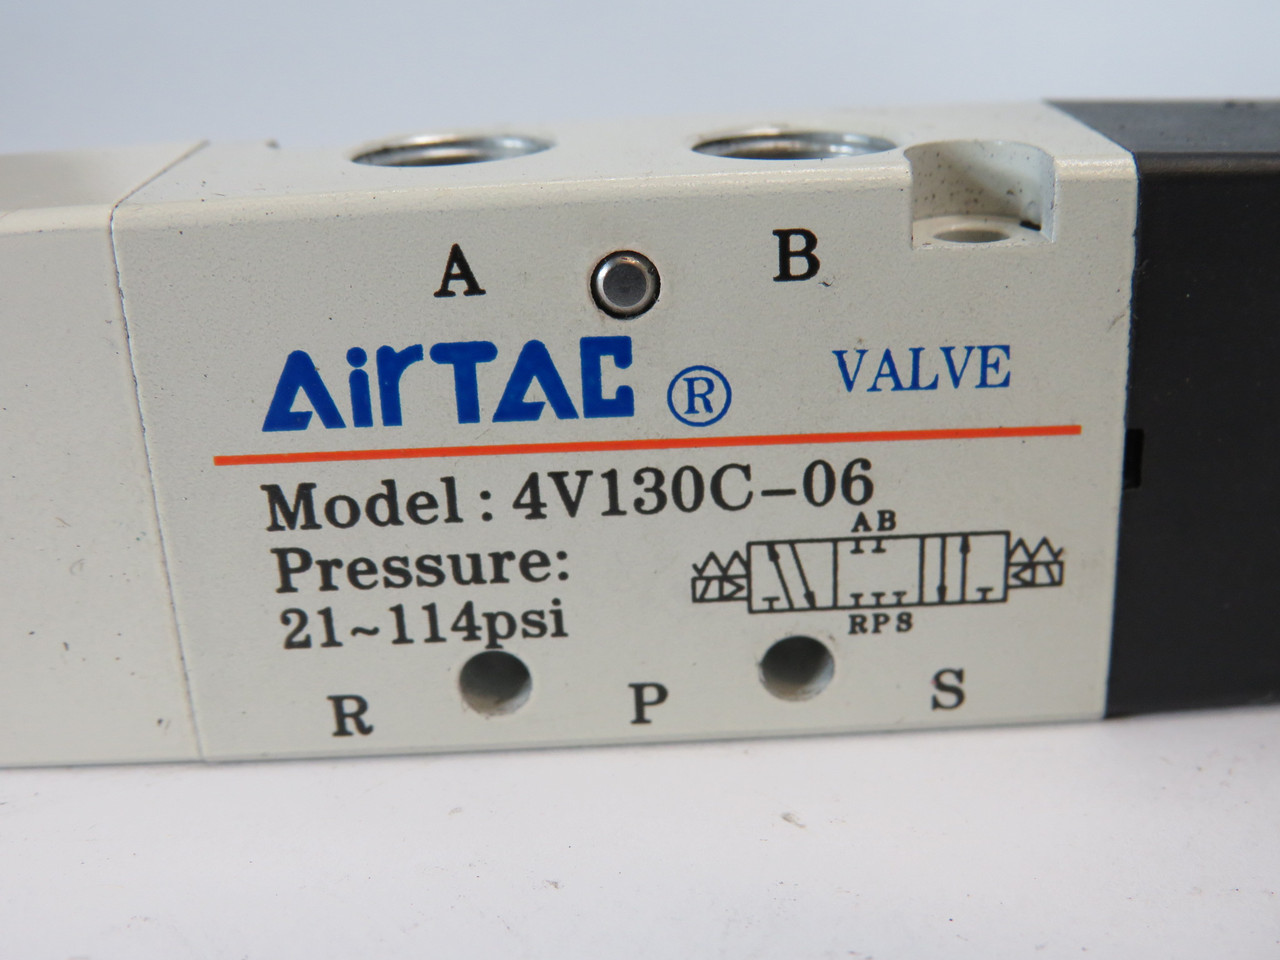 A B
AirTAC ® VALVE
Model: 4V130C-06
Pressure:
21~114psi
AB
RPS
R P S